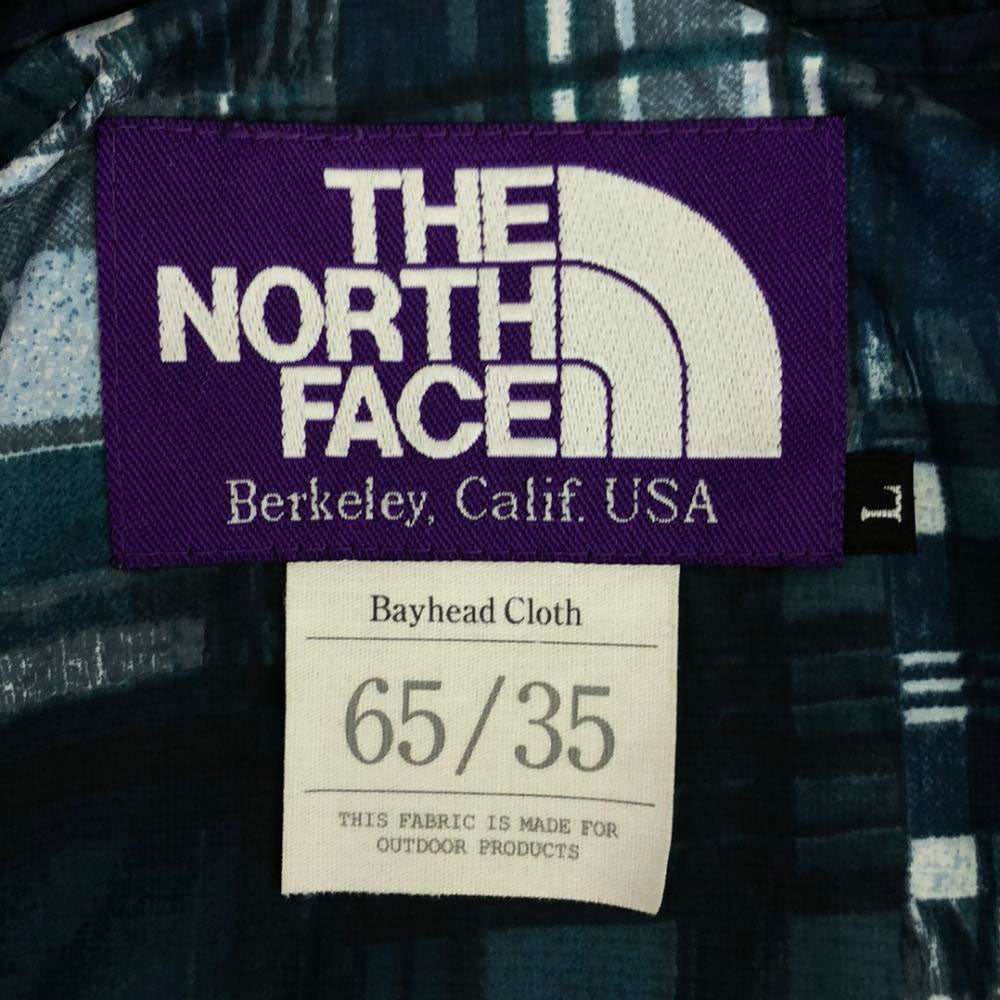 THE
NORTH
FACE
Berkeley, Calif. USA
L
Bayhead Cloth
65/35
THIS FABRIC IS MADE FOR
OUTDOOR PRODUCTS